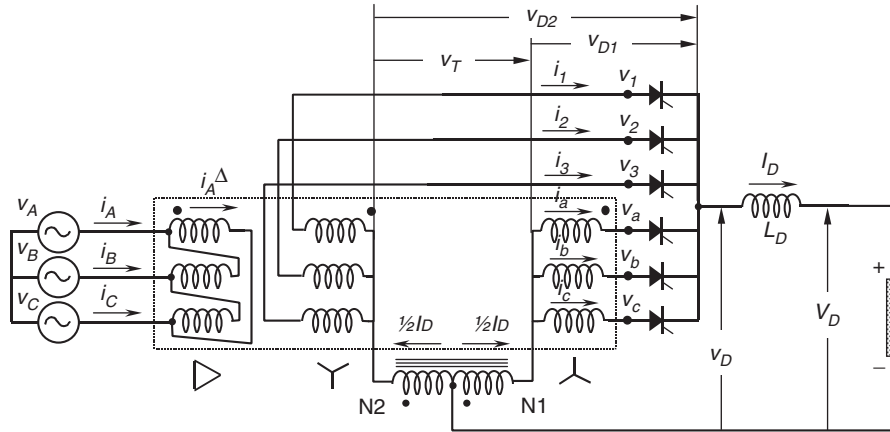 v_D2
v_D1
v_T
i_1
v_1
i_2
v_2
i_3
v_3
i_A^Δ
i_a
v_a
i_b
v_b
i_c
v_c
v_A
i_A
v_B
i_B
v_C
i_C
I_D
L_D
+
−
v_D
V_D
½I_D
½I_D
N2
N1